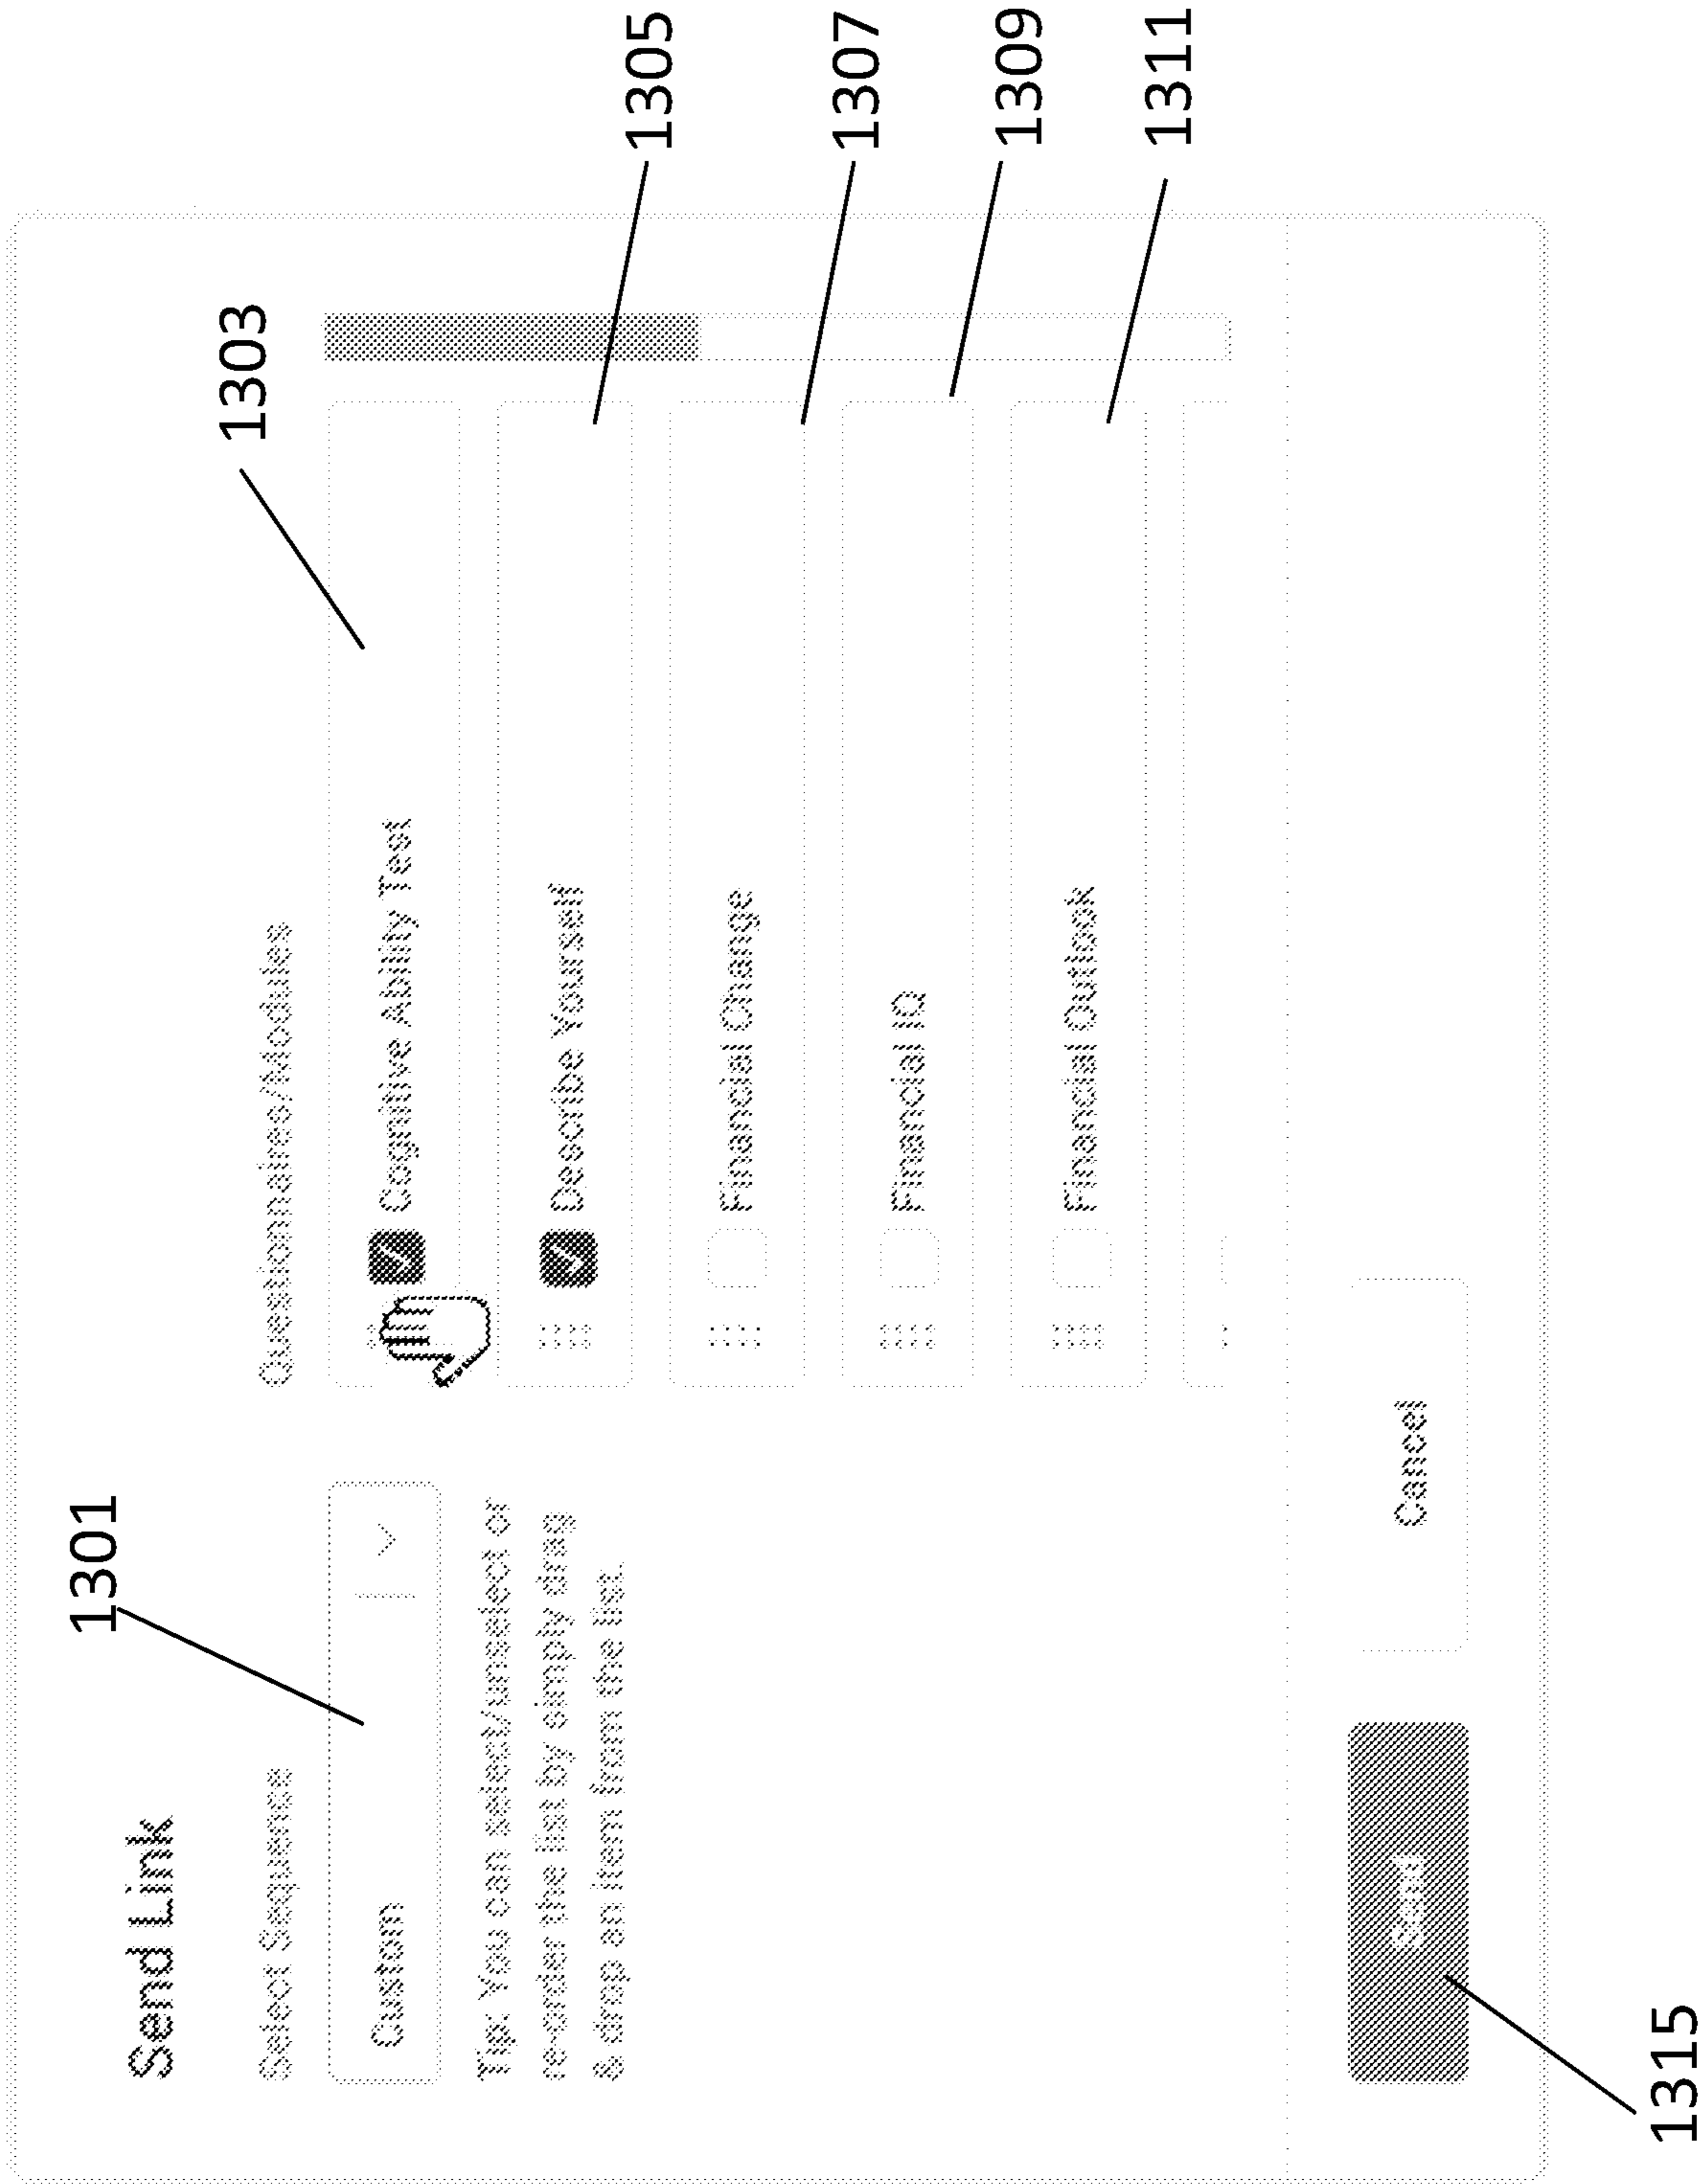 Send Link
1301
Select Sequence
Custom
Tip: You can select/unselect or
re-order the list by simply drag
& drop an item from the list.
Questionnaires/Modules
1303
Cognitive Ability Test
Describe Yourself
1305
Financial Change
1307
Financial IQ
1309
Financial Outlook
1311
Send
Cancel
1315